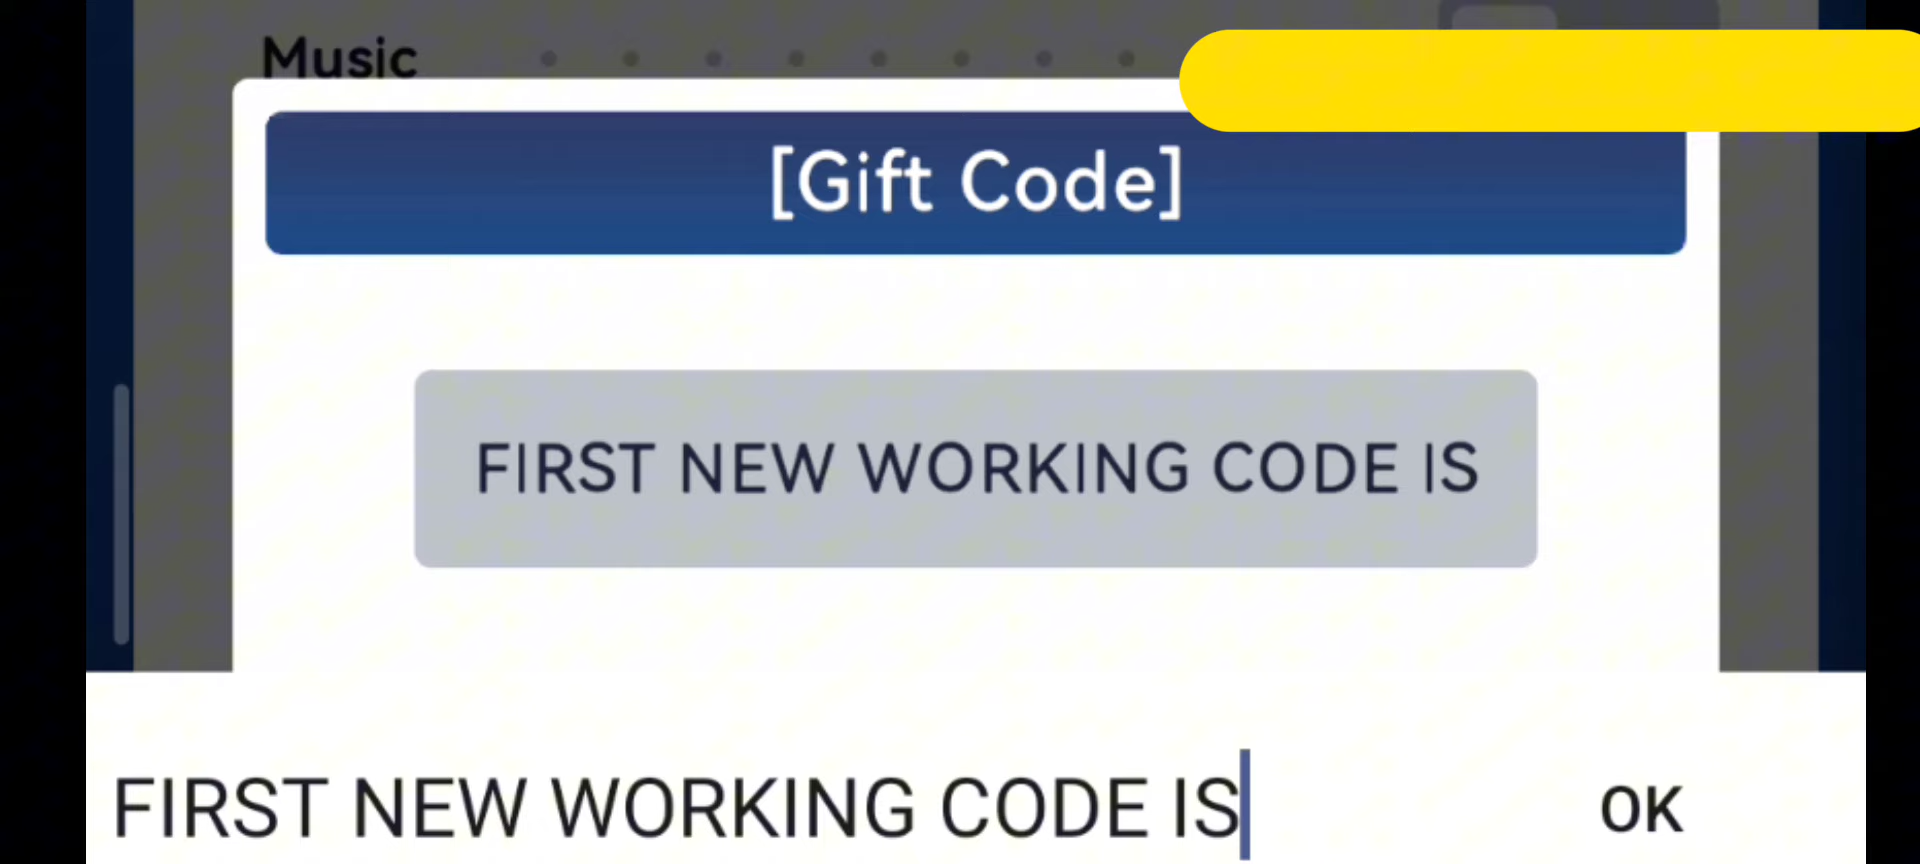 Music
[Gift Code]
FIRST NEW WORKING CODE IS
FIRST NEW WORKING CODE IS
OK